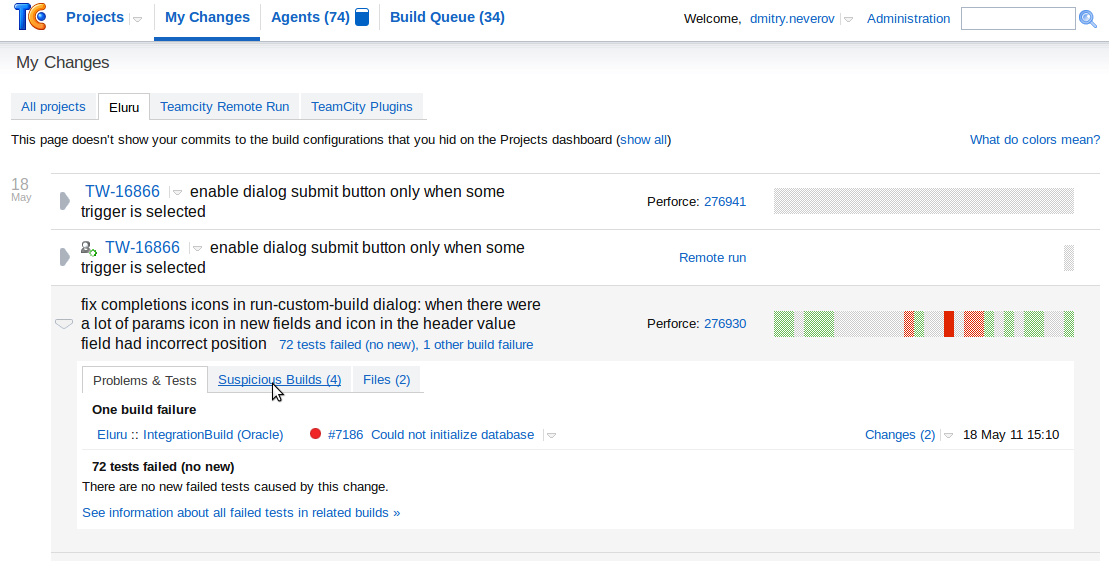 TC Projects My Changes Agents (74) Build Queue (34) Welcome, dmitry.neverov Administration
My Changes
All projects Eluru Teamcity Remote Run TeamCity Plugins
This page doesn't show your commits to the build configurations that you hid on the Projects dashboard (show all) What do colors mean?
18
May
TW-16866 enable dialog submit button only when some
trigger is selected
Perforce: 276941
TW-16866 enable dialog submit button only when some
trigger is selected
Remote run
fix completions icons in run-custom-build dialog: when there were
a lot of params icon in new fields and icon in the header value
field had incorrect position 72 tests failed (no new), 1 other build failure
Perforce: 276930
Problems & Tests Suspicious Builds (4) Files (2)
One build failure
Eluru :: IntegrationBuild (Oracle) #7186 Could not initialize database Changes (2) 18 May 11 15:10
72 tests failed (no new)
There are no new failed tests caused by this change.
See information about all failed tests in related builds »